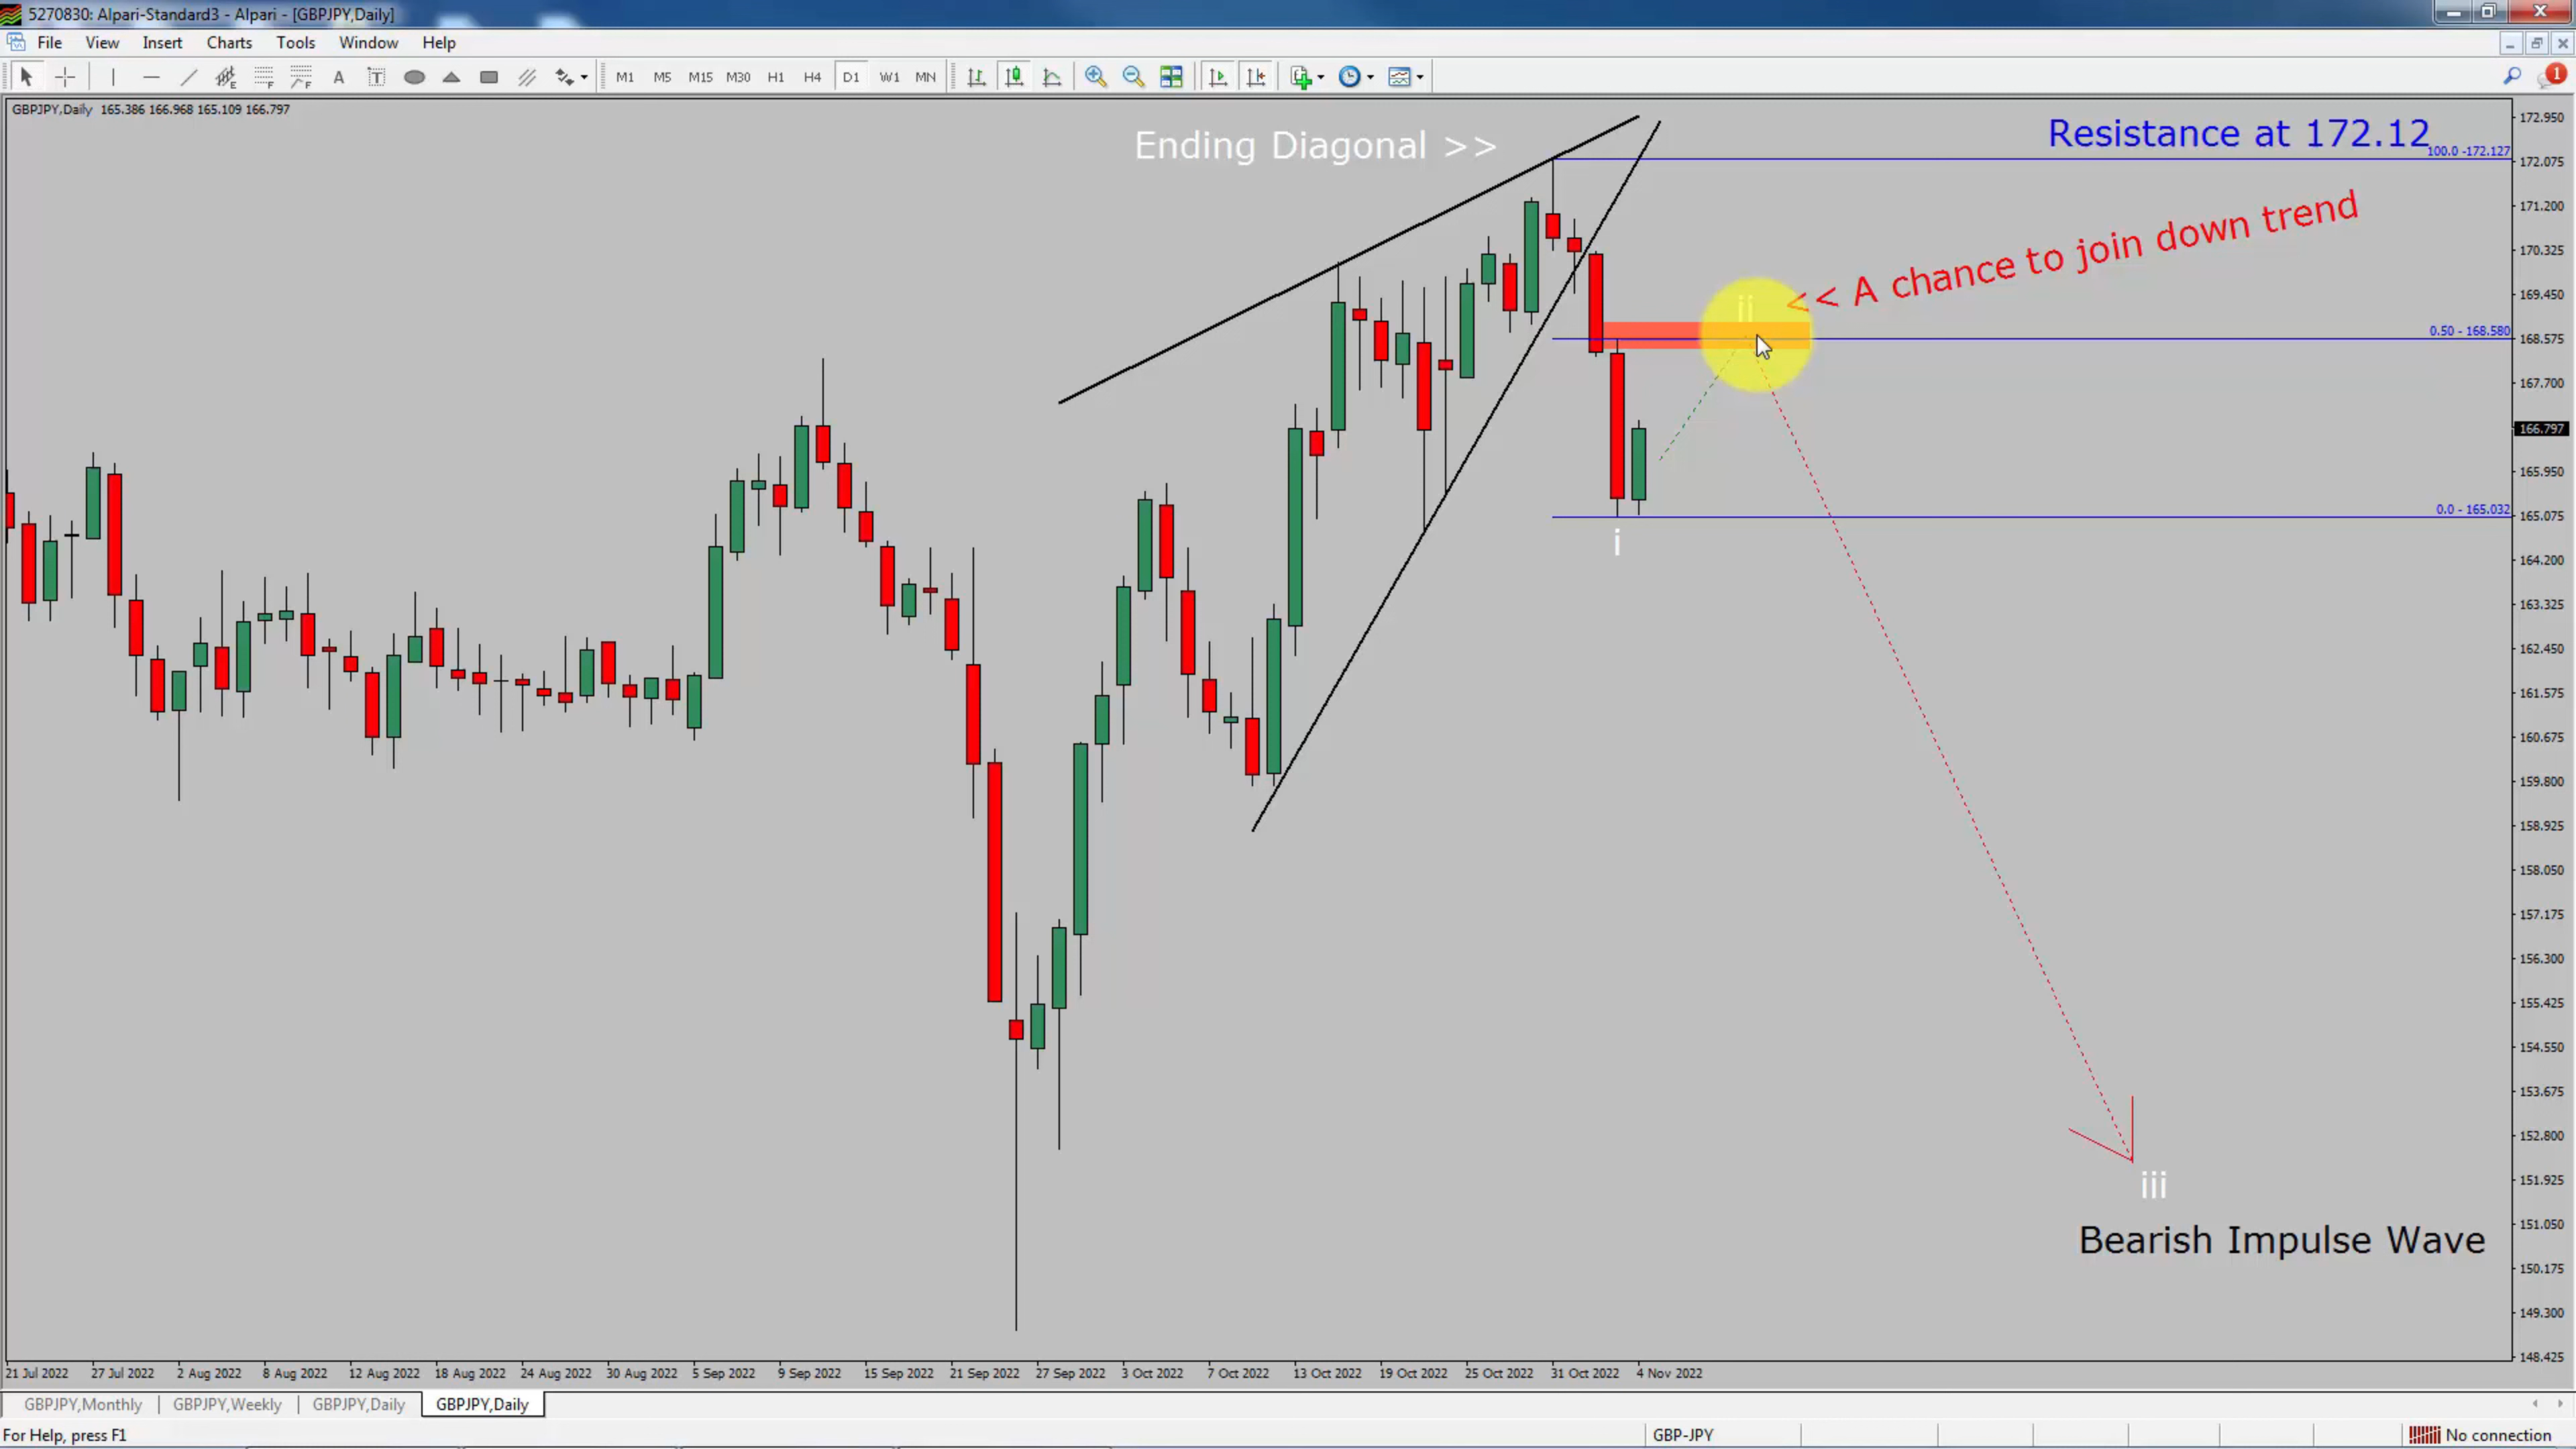 5270830: Alpari-Standard3 - Alpari - [GBPJPY,Daily]
File View Insert Charts Tools Window Help
A T M1 M5 M15 M30 H1 H4 D1 W1 MN 1
GBPJPY,Daily 165.386 166.968 165.109 166.797
Ending Diagonal >>
Resistance at 172.12
100.0 -172.127
<< A chance to join down trend
ii
0.50 - 168.580
0.0 - 165.032
i
iii
Bearish Impulse Wave
172.950
172.075
171.200
170.325
169.450
168.575
167.700
166.797
165.950
165.075
164.200
163.325
162.450
161.575
160.675
159.800
158.925
158.050
157.175
156.300
155.425
154.550
153.675
152.800
151.925
151.050
150.175
149.300
148.425
21 Jul 2022 27 Jul 2022 2 Aug 2022 8 Aug 2022 12 Aug 2022 18 Aug 2022 24 Aug 2022 30 Aug 2022 5 Sep 2022 9 Sep 2022 15 Sep 2022 21 Sep 2022 27 Sep 2022 3 Oct 2022 7 Oct 2022 13 Oct 2022 19 Oct 2022 25 Oct 2022 31 Oct 2022 4 Nov 2022
GBPJPY,Monthly GBPJPY,Weekly GBPJPY,Daily GBPJPY,Daily
For Help, press F1 GBP-JPY No connection